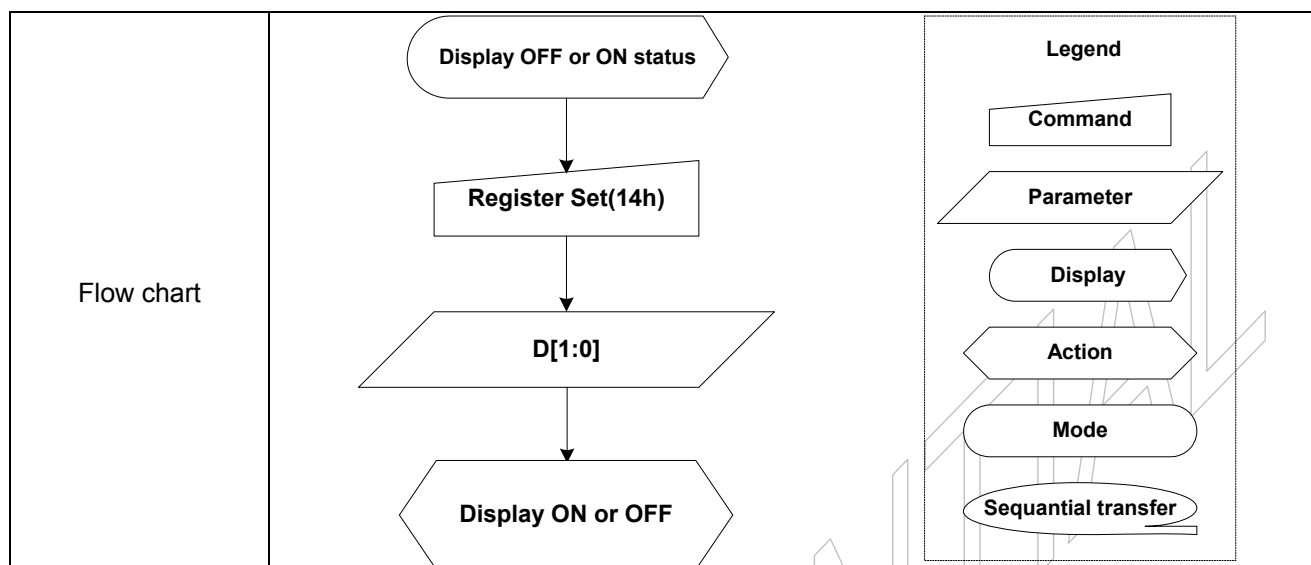 Flow chart
Display OFF or ON status
Register Set(14h)
D[1:0]
Display ON or OFF
Legend
Command
Parameter
Display
Action
Mode
Sequantial transfer